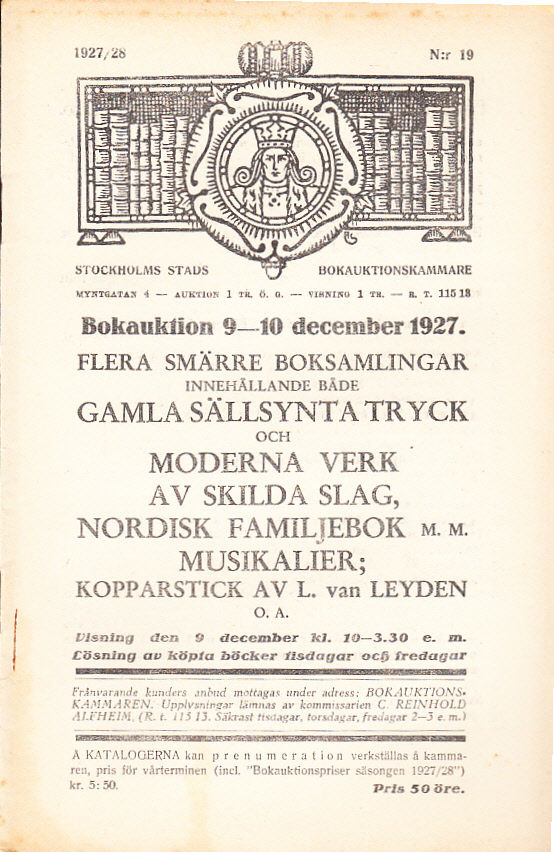 1927/28 N:r 19
STOCKHOLMS STADS BOKAUKTIONSKAMMARE
MYNTGATAN 4 — AUKTION 1 TR. Ö. G. — VISNING 1 TR. — R. T. 115 13
Bokauktion 9—10 december 1927.
FLERA SMÄRRE BOKSAMLINGAR
INNEHÅLLANDE BÅDE
GAMLA SÄLLSYNTA TRYCK
OCH
MODERNA VERK
AV SKILDA SLAG,
NORDISK FAMILJEBOK M. M.
MUSIKALIER;
KOPPARSTICK AV L. van LEYDEN
O. A.
Visning den 9 december kl. 10—3.30 e. m.
Lösning av köpta böcker tisdagar och fredagar
Frånvarande kunders anbud mottagas under adress: BOKAUKTIONS-
KAMMAREN. Upplysningar lämnas av kommissarien C. REINHOLD
ALFHEIM, (R. t. 115 13. Säkrast tisdagar, torsdagar, fredagar 2—3 e. m.)
Å KATALOGERNA kan prenumeration verkställas å kamma-
ren, pris för vårterminen (incl. "Bokauktionspriser säsongen 1927/28")
kr. 5: 50. Pris 50 öre.